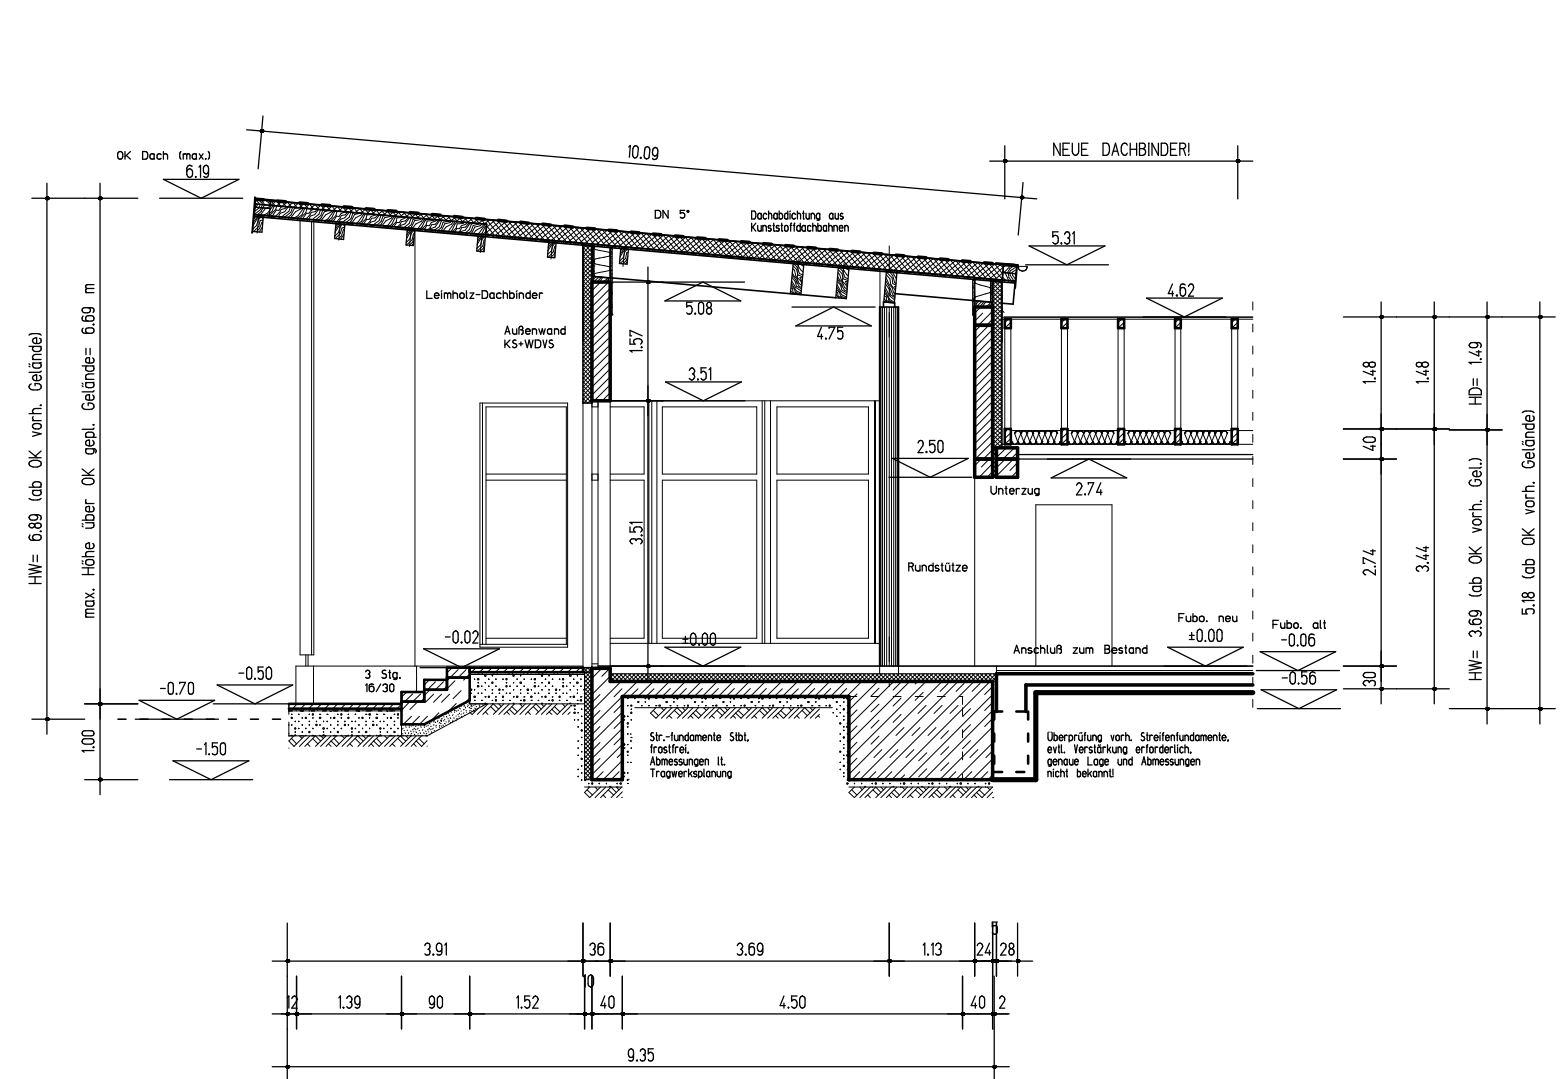 10.09
NEUE DACHBINDER!
OK Dach (max.)
6.19
DN 5°
Dachabdichtung aus
Kunststoffdachbahnen
5.31
4.62
Leimholz-Dachbinder
5.08
4.75
Außenwand
KS+WDVS
1.57
3.51
3.51
2.50
2.74
Unterzug
Rundstütze
HW= 6.89 (ab OK vorh. Gelände)
max. Höhe über OK gepl. Gelände= 6.69 m
1.00
1.48
40
2.74
30
1.48
3.44
HD= 1.49
HW= 3.69 (ab OK vorh. Gel.)
5.18 (ab OK vorh. Gelände)
Fubo. neu
±0.00
Fubo. alt
-0.06
-0.56
Anschluß zum Bestand
-0.02
±0.00
3 Stg.
16/30
-0.50
-0.70
-1.50
Str.-fundamente Stbt.
frostfrei.
Abmessungen lt.
Tragwerksplanung
Überprüfung vorh. Streifenfundamente,
evtl. Verstärkung erforderlich,
genaue Lage und Abmessungen
nicht bekannt!
3.91
36
3.69
1.13
24
5
28
12
1.39
90
1.52
10
40
4.50
40
2
9.35